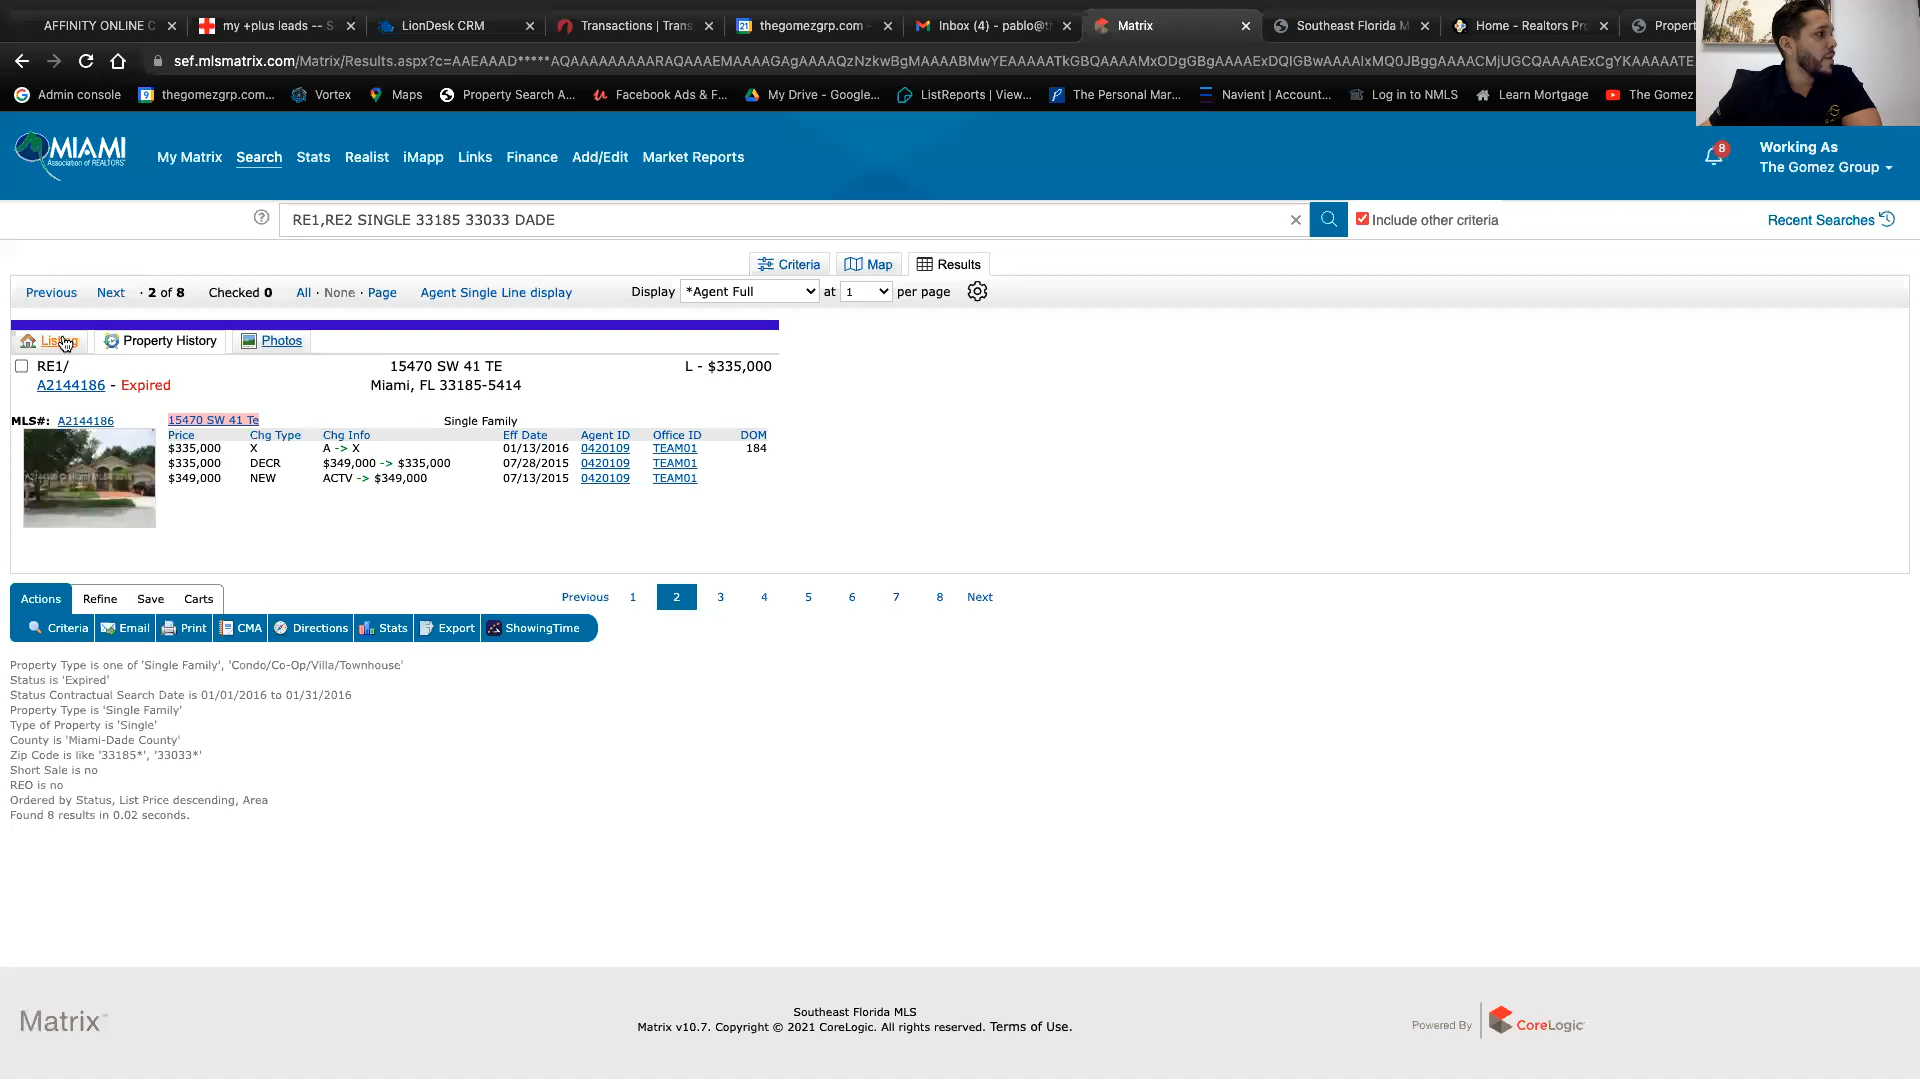 AFFINITY ONLINE C
my +plus leads -- S
LionDesk CRM
Transactions | Trans
thegomezgrp.com -
Inbox (4) - pablo@th
Matrix
Southeast Florida M
Home - Realtors Pro
Propert
sef.mlsmatrix.com/Matrix/Results.aspx?c=AAEAAAD*****AQAAAAAAAAARAQAAAEMAAAAGAgAAAAQzNzkwBgMAAAABMwYEAAAAATkGBQAAAAMxODgGBgAAAAExDQIGBwAAAAIxMQ0JBggAAAACMjUGCQAAAAExCgYKAAAAATE
Admin console
thegomezgrp.com...
Vortex
Maps
Property Search A...
Facebook Ads & F...
My Drive - Google...
ListReports | View...
The Personal Mar...
Navient | Account...
Log in to NMLS
Learn Mortgage
The Gomez
MIAMI
Association of REALTORS
My Matrix Search Stats Realist iMapp Links Finance Add/Edit Market Reports
8
Working As
The Gomez Group
RE1,RE2 SINGLE 33185 33033 DADE
Include other criteria
Recent Searches
Criteria Map Results
Previous Next · 2 of 8 Checked 0 All · None · Page Agent Single Line display Display *Agent Full at 1 per page
Listing Property History Photos
RE1/ 15470 SW 41 TE L - $335,000
A2144186 - Expired Miami, FL 33185-5414
MLS#: A2144186 15470 SW 41 Te Single Family
Price Chg Type Chg Info Eff Date Agent ID Office ID DOM
$335,000 X A -> X 01/13/2016 0420109 TEAM01 184
$335,000 DECR $349,000 -> $335,000 07/28/2015 0420109 TEAM01
$349,000 NEW ACTV -> $349,000 07/13/2015 0420109 TEAM01
Actions Refine Save Carts
Previous 1 2 3 4 5 6 7 8 Next
Criteria Email Print CMA Directions Stats Export ShowingTime
Property Type is one of 'Single Family', 'Condo/Co-Op/Villa/Townhouse'
Status is 'Expired'
Status Contractual Search Date is 01/01/2016 to 01/31/2016
Property Type is 'Single Family'
Type of Property is 'Single'
County is 'Miami-Dade County'
Zip Code is like '33185*', '33033*'
Short Sale is no
REO is no
Ordered by Status, List Price descending, Area
Found 8 results in 0.02 seconds.
Matrix
Southeast Florida MLS
Matrix v10.7. Copyright © 2021 CoreLogic. All rights reserved. Terms of Use.
Powered By CoreLogic